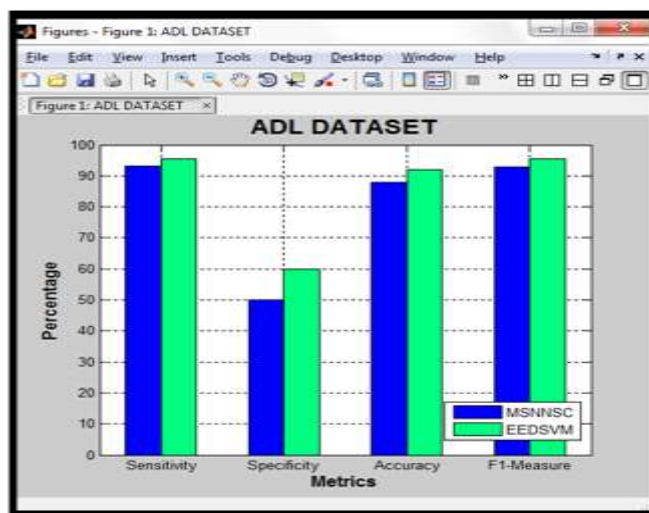 Figures - Figure 1: ADL DATASET
File Edit View Insert Tools Debug Desktop Window Help
Figure 1: ADL DATASET
ADL DATASET
100
90
80
70
60
50
40
30
20
10
0
Percentage
MSNNSC
EEDSVM
Sensitivity Specificity Accuracy F1-Measure
Metrics